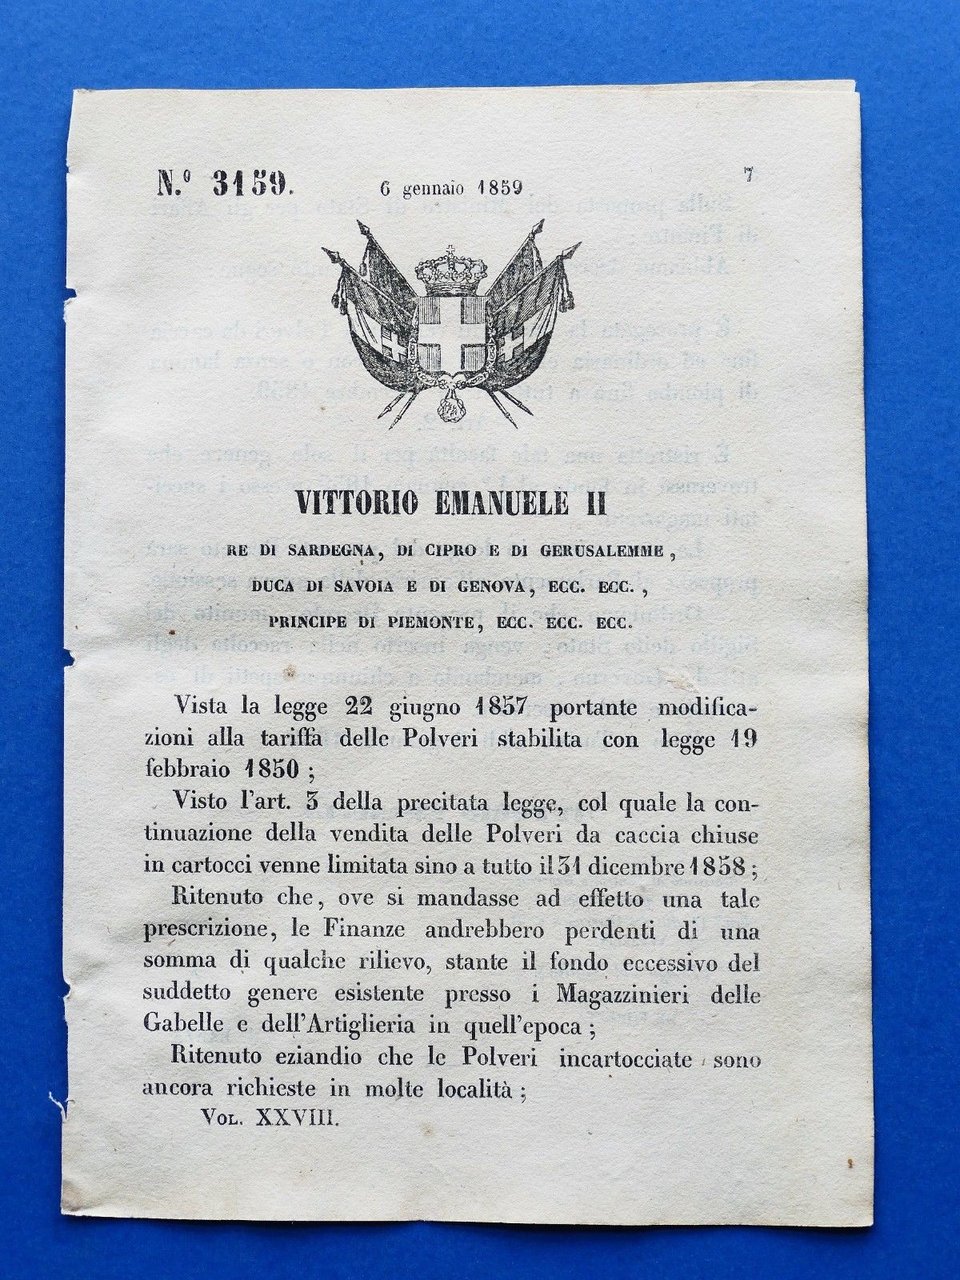 N.º 3159.
6 gennaio 1859
7
VITTORIO EMANUELE II
RE DI SARDEGNA, DI CIPRO E DI GERUSALEMME,
DUCA DI SAVOIA E DI GENOVA, ECC. ECC.,
PRINCIPE DI PIEMONTE, ECC. ECC. ECC.
Vista la legge 22 giugno 1857 portante modifica-
zioni alla tariffa delle Polveri stabilita con legge 19
febbraio 1850;
Visto l'art. 3 della precitata legge, col quale la con-
tinuazione della vendita delle Polveri da caccia chiuse
in cartocci venne limitata sino a tutto il 31 dicembre 1858;
Ritenuto che, ove si mandasse ad effetto una tale
prescrizione, le Finanze andrebbero perdenti di una
somma di qualche rilievo, stante il fondo eccessivo del
suddetto genere esistente presso i Magazzinieri delle
Gabelle e dell'Artiglieria in quell'epoca;
Ritenuto eziandio che le Polveri incartocciate sono
ancora richieste in molte località;
VOL. XXVIII.